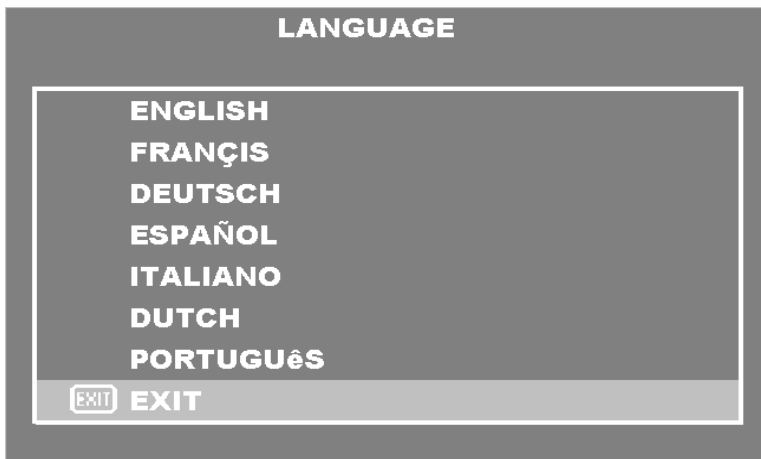 LANGUAGE
ENGLISH
FRANÇIS
DEUTSCH
ESPAÑOL
ITALIANO
DUTCH
PORTUGUêS
EXIT EXIT